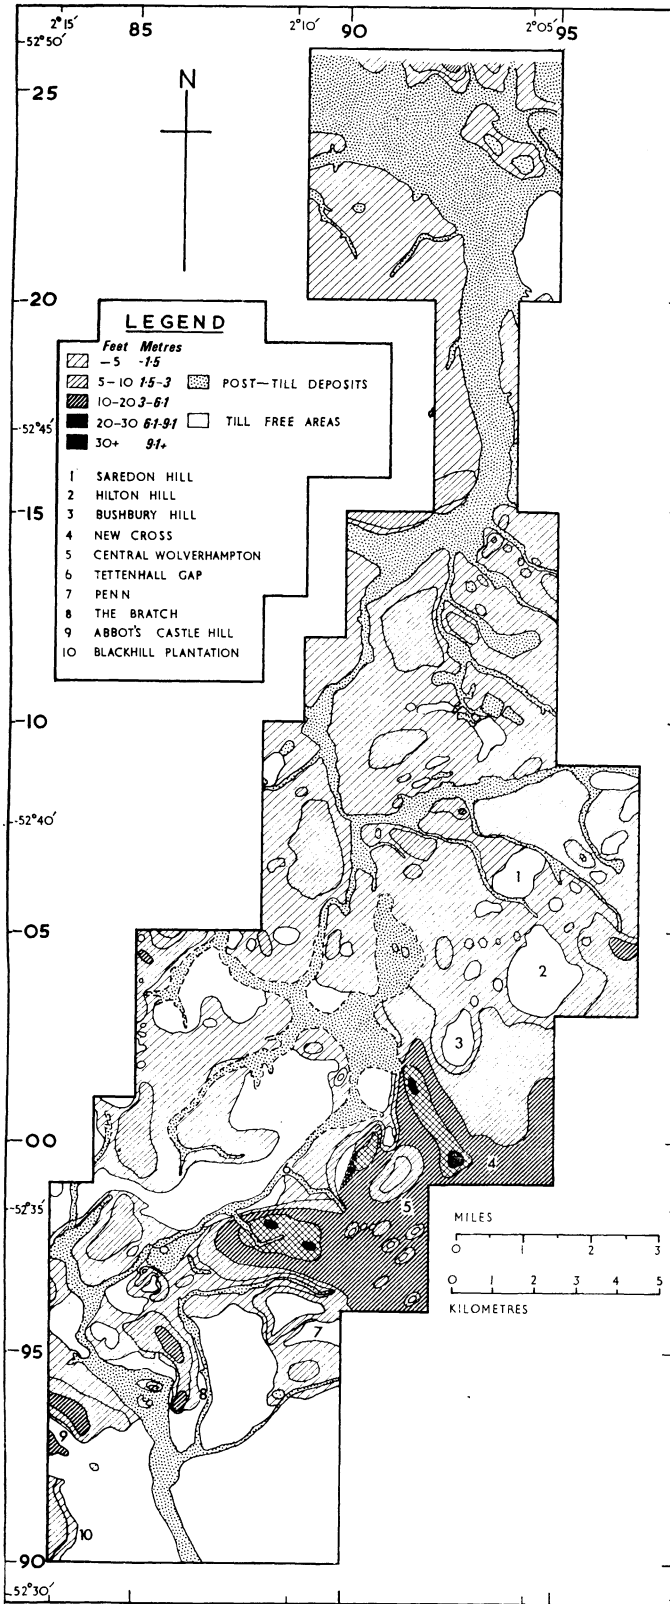 2°15′ 85 2°10′ 90 2°05′ 95
-52°50′
25
N
20
LEGEND
Feet Metres
-5 -1·5
5-10 1·5-3 POST-TILL DEPOSITS
10-20 3-6·1
20-30 6·1-9·1 TILL FREE AREAS
30+ 9·1+
-52°45′
1 SAREDON HILL
2 HILTON HILL
3 BUSHBURY HILL
4 NEW CROSS
5 CENTRAL WOLVERHAMPTON
6 TETTENHALL GAP
7 PENN
8 THE BRATCH
9 ABBOT'S CASTLE HILL
10 BLACKHILL PLANTATION
15
10
-52°40′
1
05
2
3
00
4
6
5
-52°35′
MILES
0 1 2 3
0 1 2 3 4 5
KILOMETRES
7
95
8
9
10
90
-52°30′